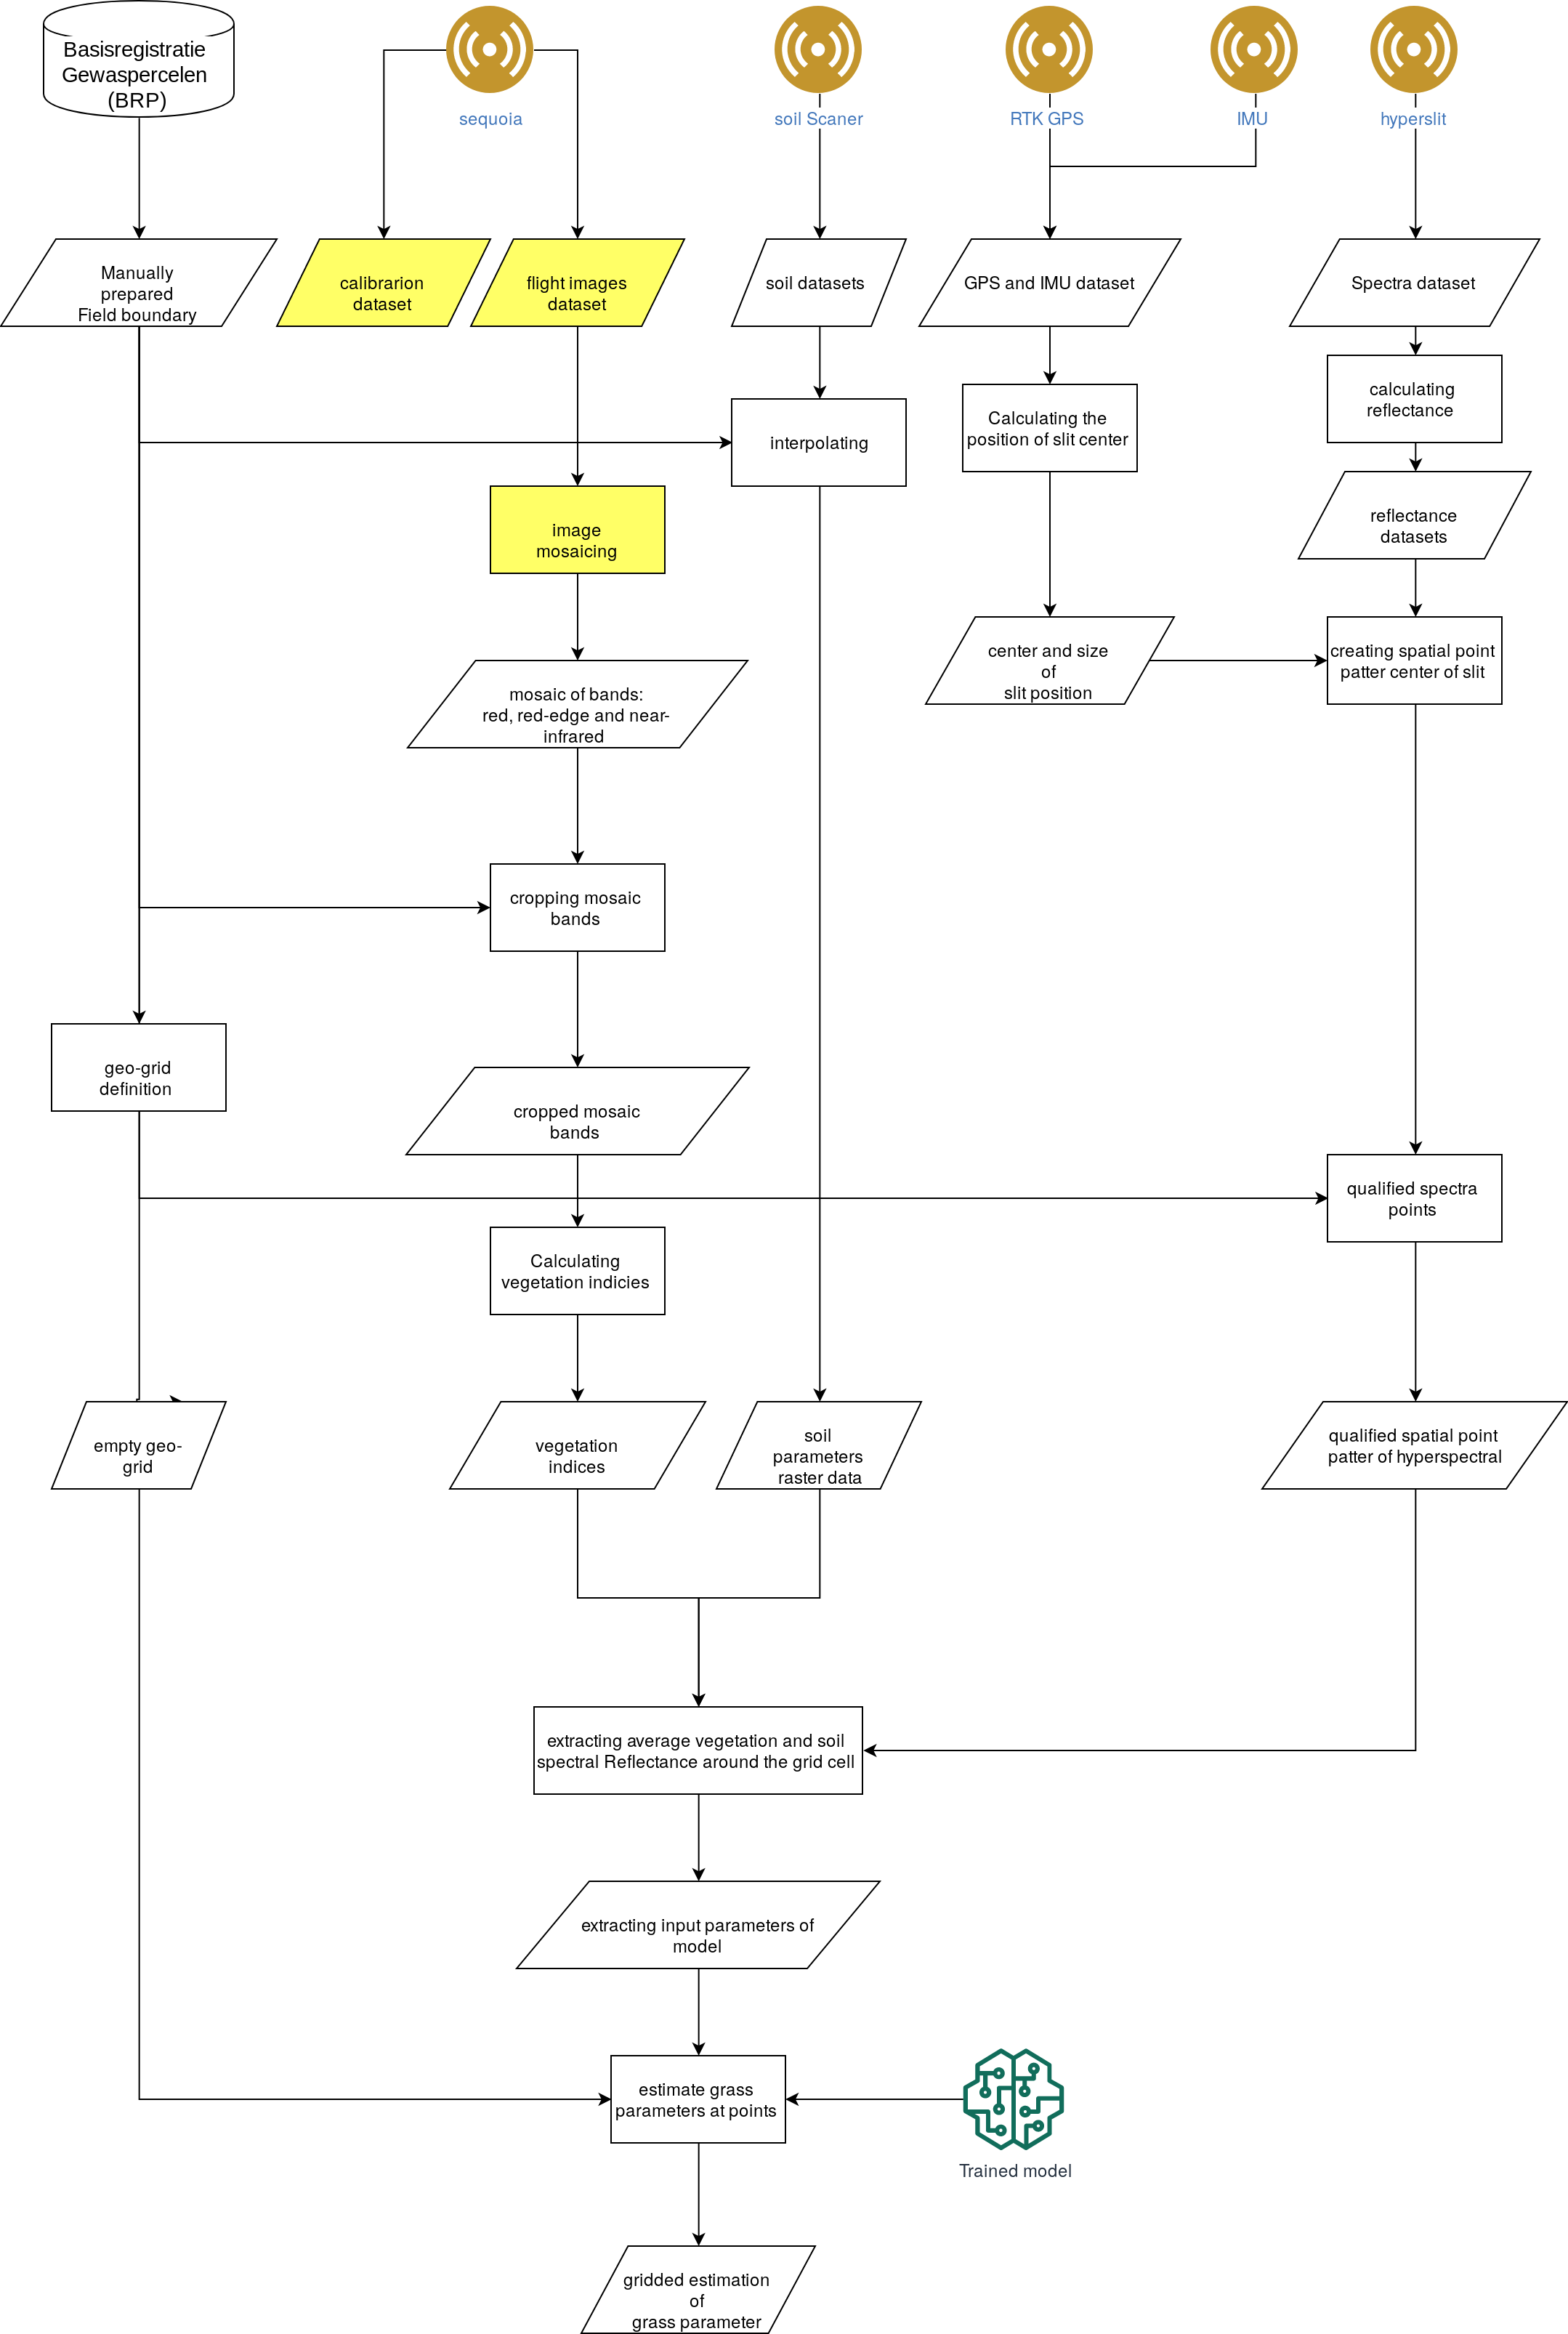 Basisregistratie
Gewaspercelen
(BRP)
sequoia
soil Scaner
RTK GPS
IMU
hyperslit
Manually
prepared
Field boundary
calibrarion
dataset
flight images
dataset
soil datasets
GPS and IMU dataset
Spectra dataset
calculating
reflectance
Calculating the
position of slit center
interpolating
reflectance
datasets
image
mosaicing
center and size
of
slit position
creating spatial point
patter center of slit
mosaic of bands:
red, red-edge and near-
infrared
cropping mosaic
bands
geo-grid
definition
cropped mosaic
bands
qualified spectra
points
Calculating
vegetation indicies
empty geo-
grid
vegetation
indices
soil
parameters
raster data
qualified spatial point
patter of hyperspectral
extracting average vegetation and soil
spectral Reflectance around the grid cell
extracting input parameters of
model
estimate grass
parameters at points
Trained model
gridded estimation
of
grass parameter